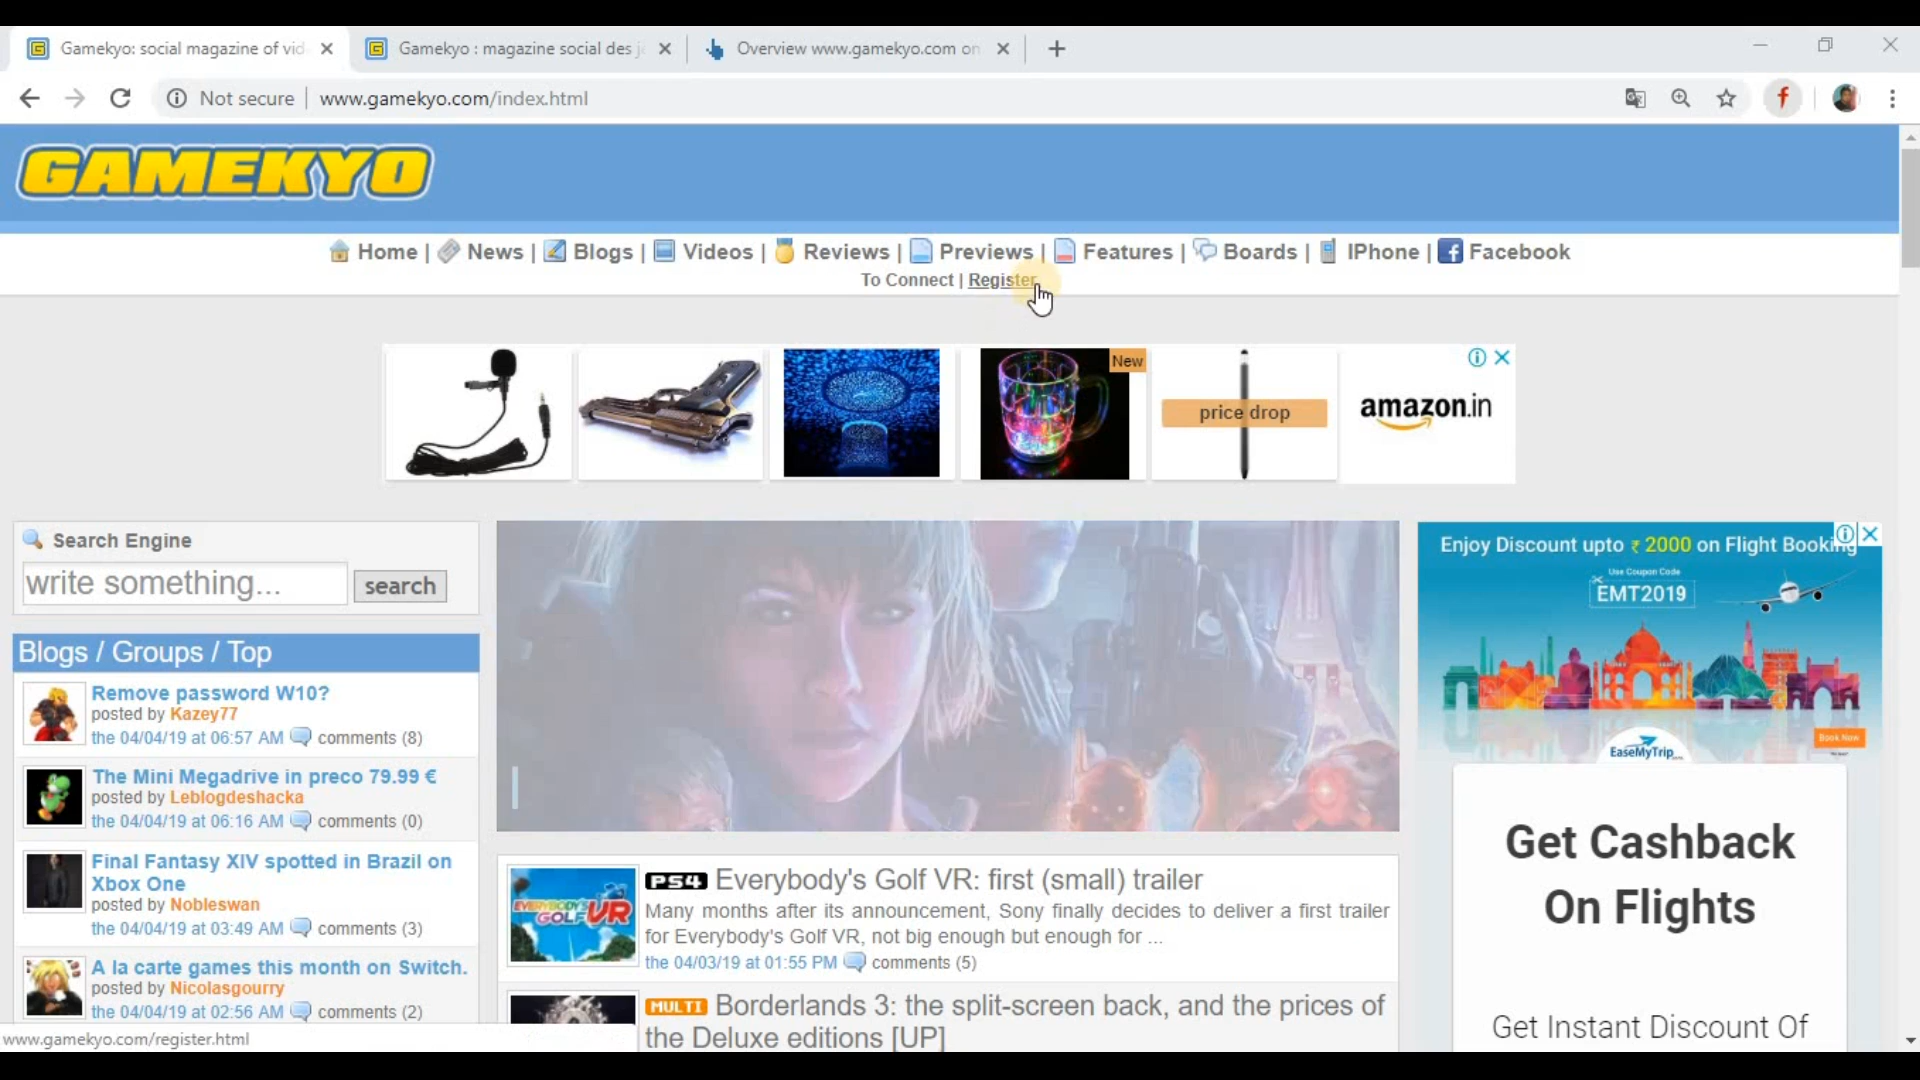 Gamekyo: social magazine of vid
Gamekyo : magazine social des je
Overview www.gamekyo.com on
Not secure
www.gamekyo.com/index.html
GAMEKYO
Home | News | Blogs | Videos | Reviews | Previews | Features | Boards | IPhone | Facebook
To Connect | Register
New
price drop
amazon.in
Search Engine
write something...
search
Blogs / Groups / Top
Remove password W10?
posted by Kazey77
the 04/04/19 at 06:57 AM comments (8)
The Mini Megadrive in preco 79.99 €
posted by Leblogdeshacka
the 04/04/19 at 06:16 AM comments (0)
Final Fantasy XIV spotted in Brazil on
Xbox One
posted by Nobleswan
the 04/04/19 at 03:49 AM comments (3)
A la carte games this month on Switch.
posted by Nicolasgourry
the 04/04/19 at 02:56 AM comments (2)
www.gamekyo.com/register.html
EVERYBODY'S
GOLF VR
PS4 Everybody's Golf VR: first (small) trailer
Many months after its announcement, Sony finally decides to deliver a first trailer
for Everybody's Golf VR, not big enough but enough for ...
the 04/03/19 at 01:55 PM comments (5)
MULTI Borderlands 3: the split-screen back, and the prices of
the Deluxe editions [UP]
Enjoy Discount upto ₹ 2000 on Flight Booking
Use Coupon Code
EMT2019
EaseMyTrip.com
Book Now
Get Cashback
On Flights
Get Instant Discount Of